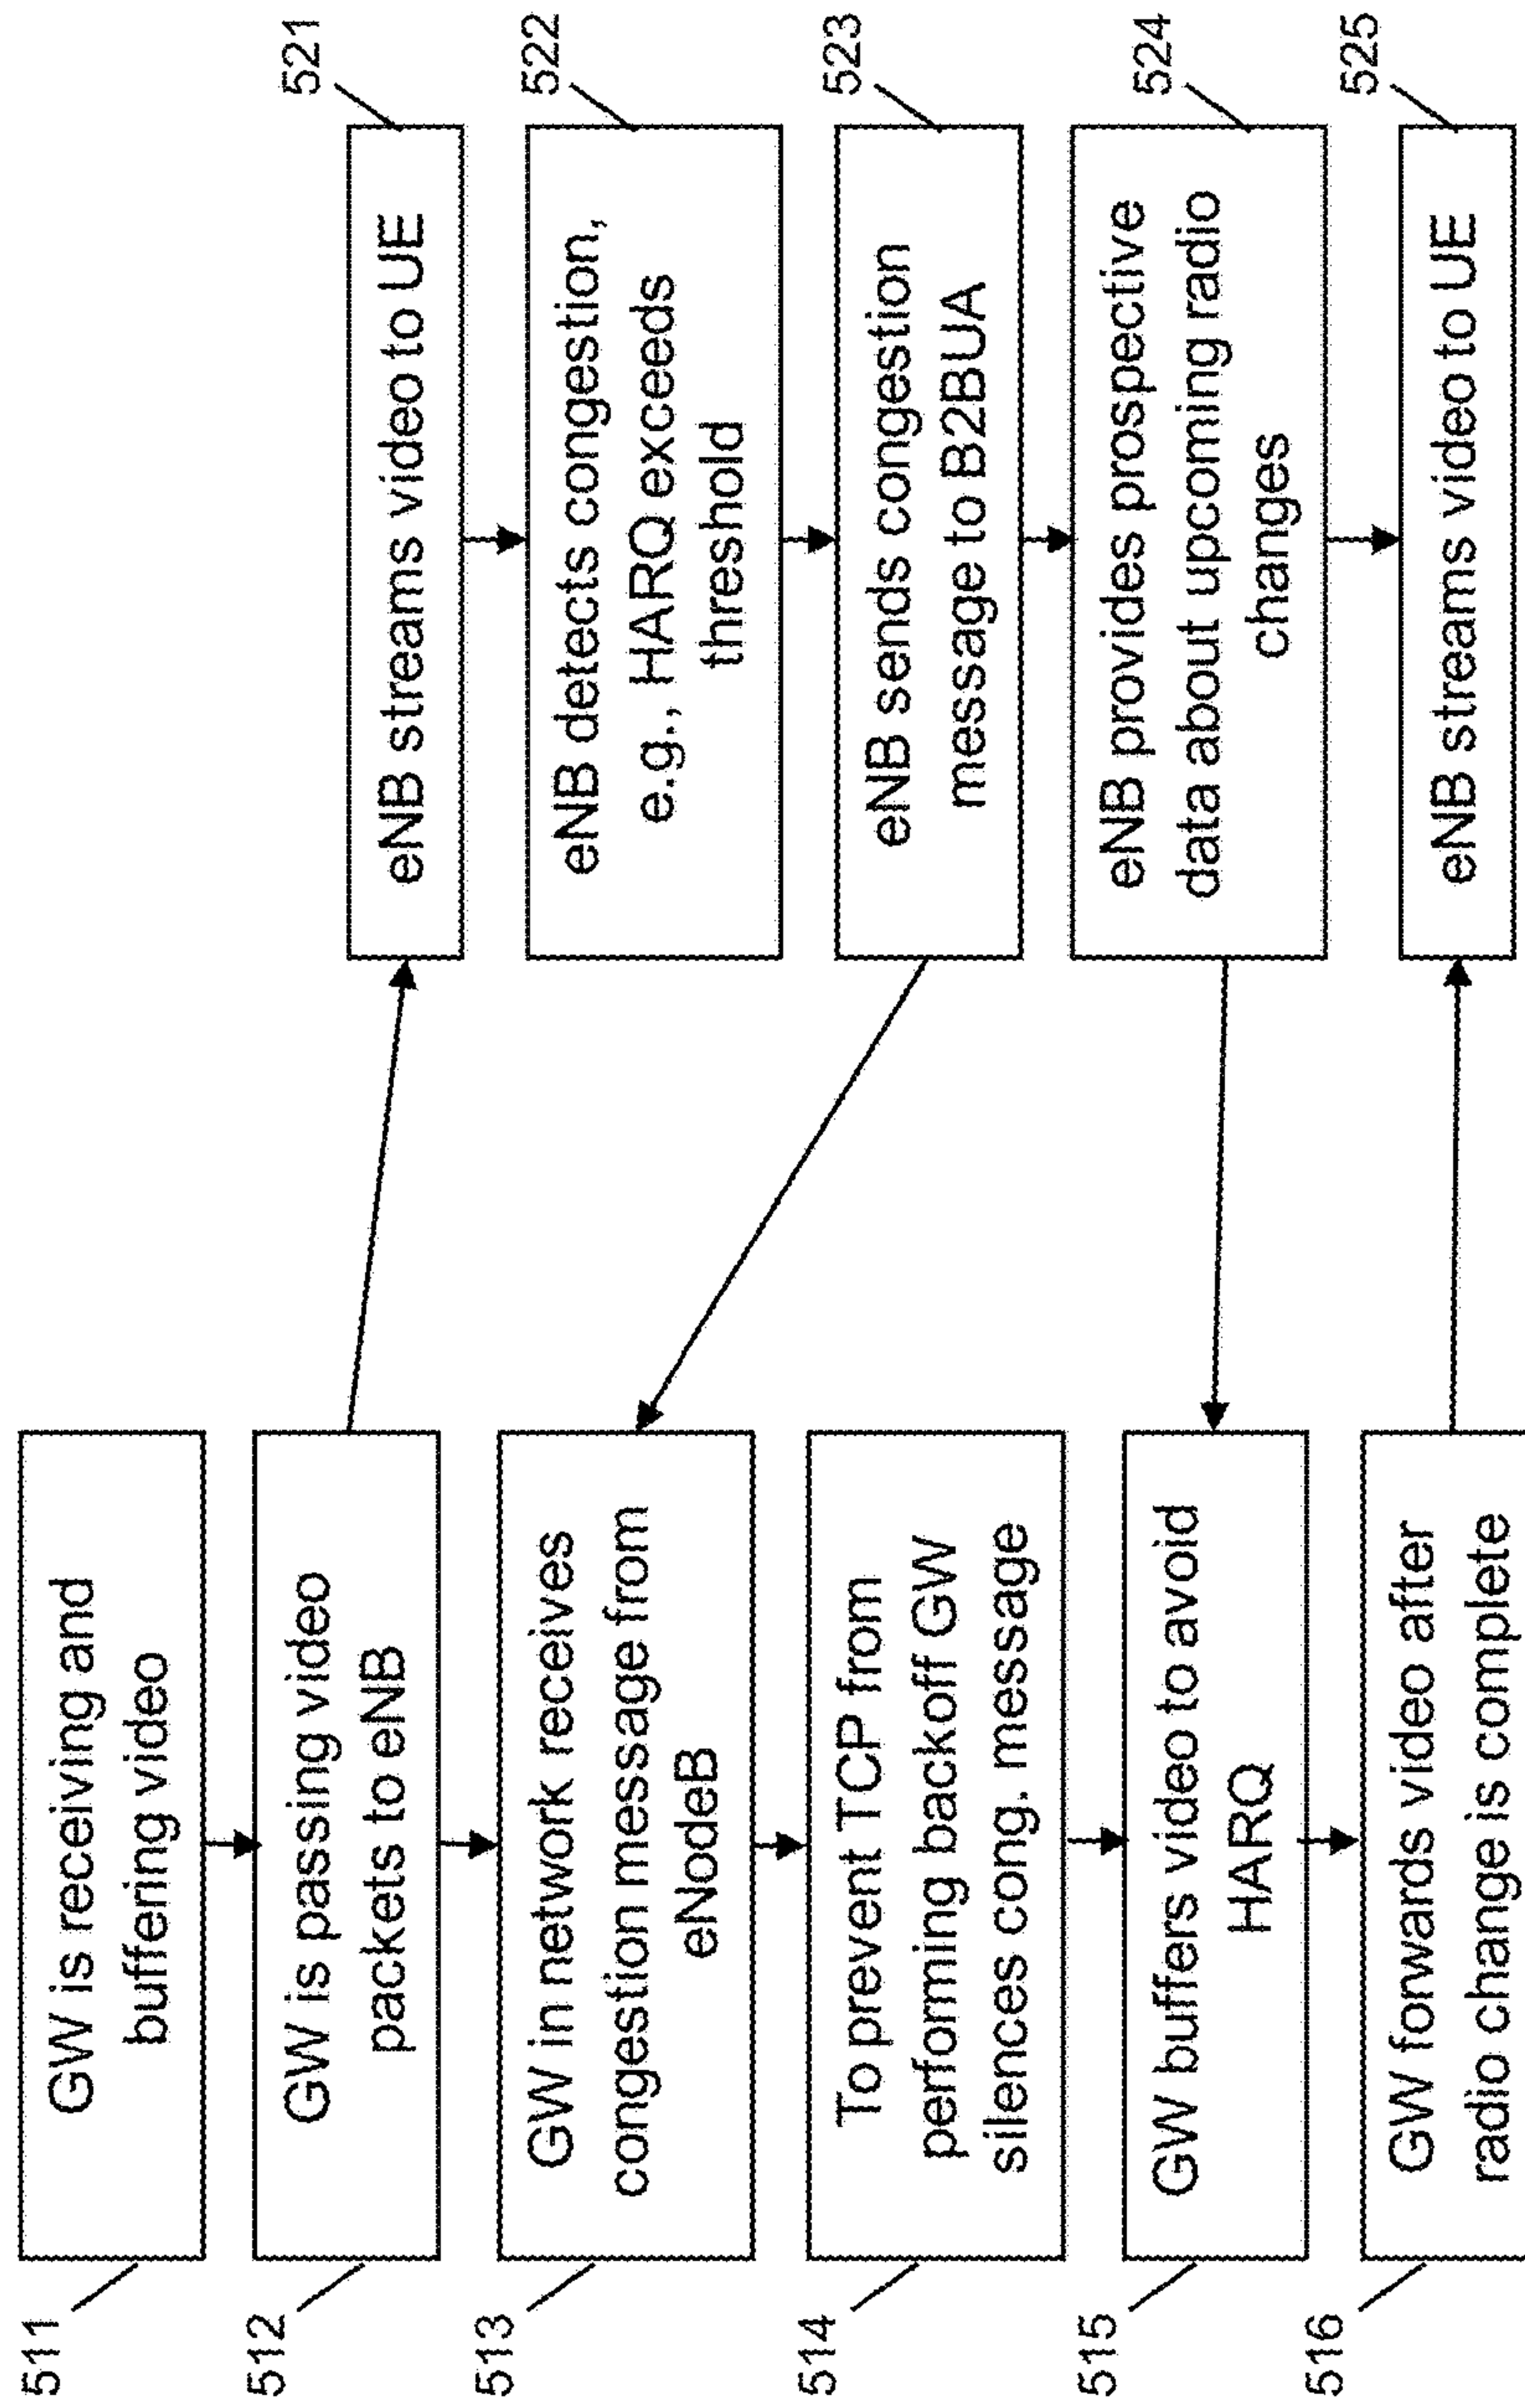 511
GW is receiving and
buffering video
512
GW is passing video
packets to eNB
513
GW in network receives
congestion message from
eNodeB
514
To prevent TCP from
performing backoff GW
silences cong. message
515
GW buffers video to avoid
HARQ
516
GW forwards video after
radio change is complete
521
eNB streams video to UE
522
eNB detects congestion,
e.g., HARQ exceeds
threshold
523
eNB sends congestion
message to B2BUA
524
eNB provides prospective
data about upcoming radio
changes
525
eNB streams video to UE